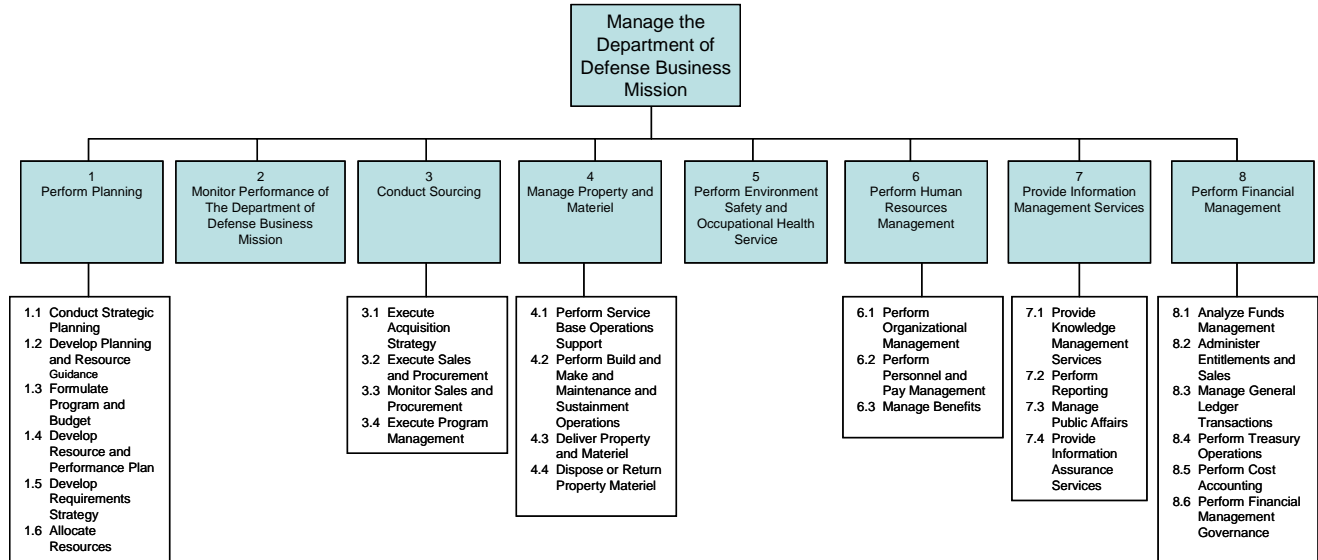 Manage the
Department of
Defense Business
Mission
1
Perform Planning
2
Monitor Performance of
The Department of
Defense Business
Mission
3
Conduct Sourcing
4
Manage Property and
Materiel
5
Perform Environment
Safety and
Occupational Health
Service
6
Perform Human
Resources
Management
7
Provide Information
Management Services
8
Perform Financial
Management
1.1 Conduct Strategic
Planning
1.2 Develop Planning
and Resource
Guidance
1.3 Formulate
Program and
Budget
1.4 Develop
Resource and
Performance Plan
1.5 Develop
Requirements
Strategy
1.6 Allocate
Resources
3.1 Execute
Acquisition
Strategy
3.2 Execute Sales
and Procurement
3.3 Monitor Sales and
Procurement
3.4 Execute Program
Management
4.1 Perform Service
Base Operations
Support
4.2 Perform Build and
Make and
Maintenance and
Sustainment
Operations
4.3 Deliver Property
and Materiel
4.4 Dispose or Return
Property Materiel
6.1 Perform
Organizational
Management
6.2 Perform
Personnel and
Pay Management
6.3 Manage Benefits
7.1 Provide
Knowledge
Management
Services
7.2 Perform
Reporting
7.3 Manage
Public Affairs
7.4 Provide
Information
Assurance
Services
8.1 Analyze Funds
Management
8.2 Administer
Entitlements and
Sales
8.3 Manage General
Ledger
Transactions
8.4 Perform Treasury
Operations
8.5 Perform Cost
Accounting
8.6 Perform Financial
Management
Governance